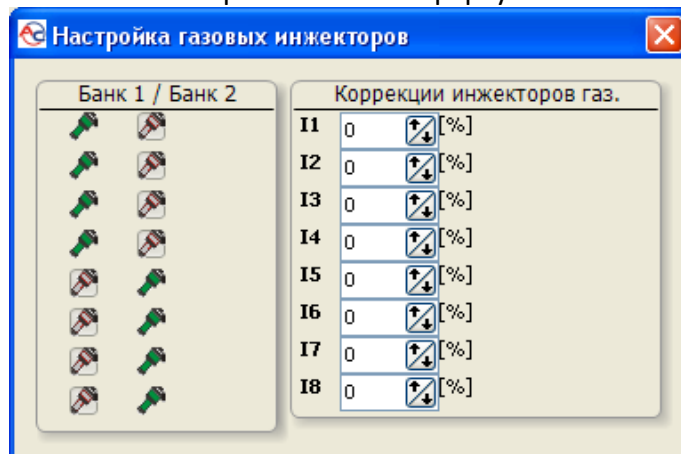 Настройка газовых инжекторов
Банк 1 / Банк 2
Коррекции инжекторов газ.
I1 0 [%]
I2 0 [%]
I3 0 [%]
I4 0 [%]
I5 0 [%]
I6 0 [%]
I7 0 [%]
I8 0 [%]